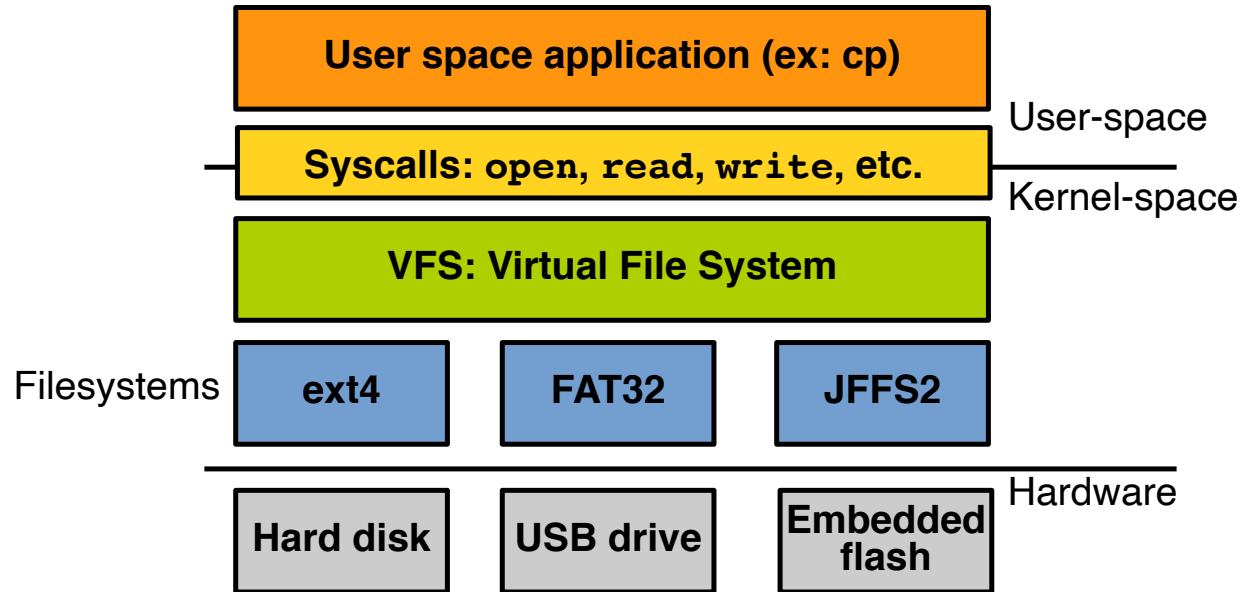 User space application (ex: cp)
User-space
Syscalls: open, read, write, etc.
Kernel-space
VFS: Virtual File System
Filesystems
ext4
FAT32
JFFS2
Hardware
Hard disk
USB drive
Embedded
flash